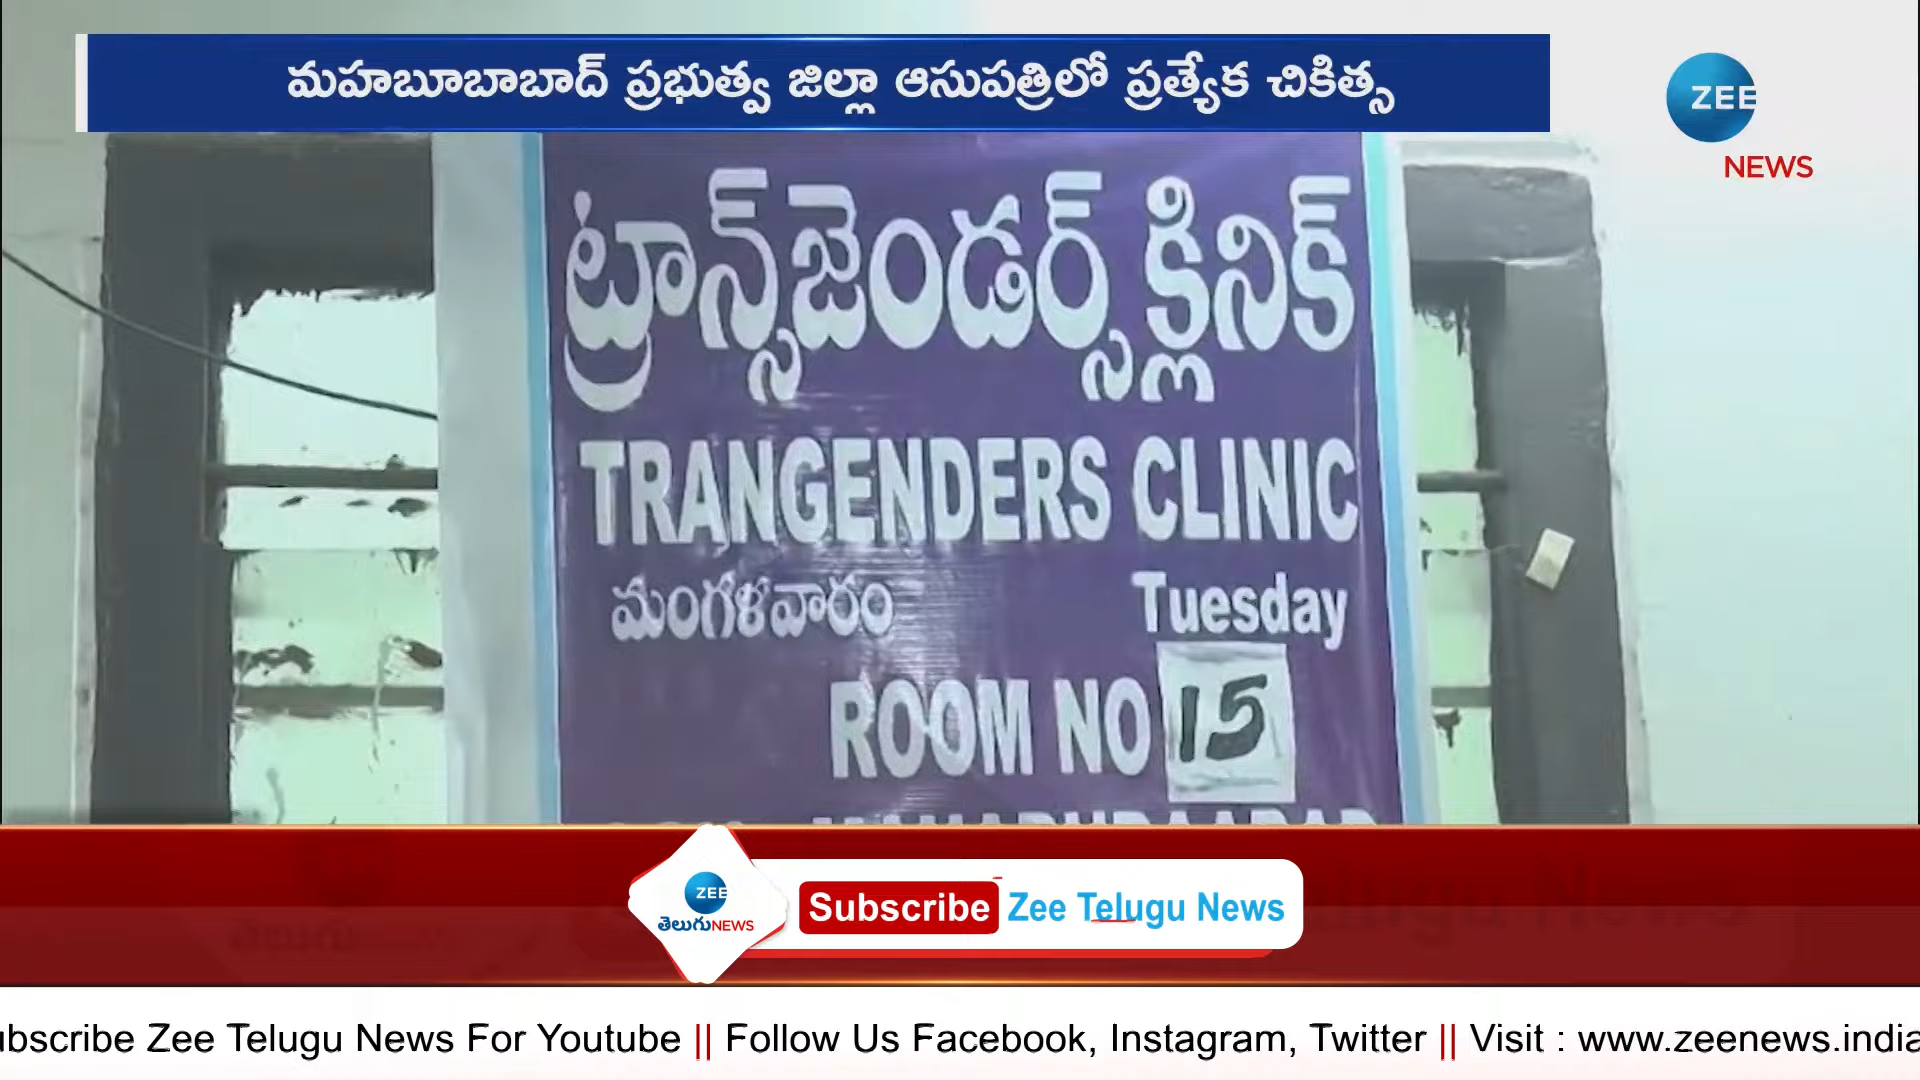 మహబూబాబాద్ ప్రభుత్వ జిల్లా ఆసుపత్రిలో ప్రత్యేక చికిత్స
ZEE
NEWS
ట్రాన్స్‌జెండర్స్ క్లినిక్
TRANGENDERS CLINIC
మంగళవారం Tuesday
ROOM NO 15
ZEE
తెలుగు NEWS
Subscribe Zee Telugu News
ubscribe Zee Telugu News For Youtube || Follow Us Facebook, Instagram, Twitter || Visit : www.zeenews.india